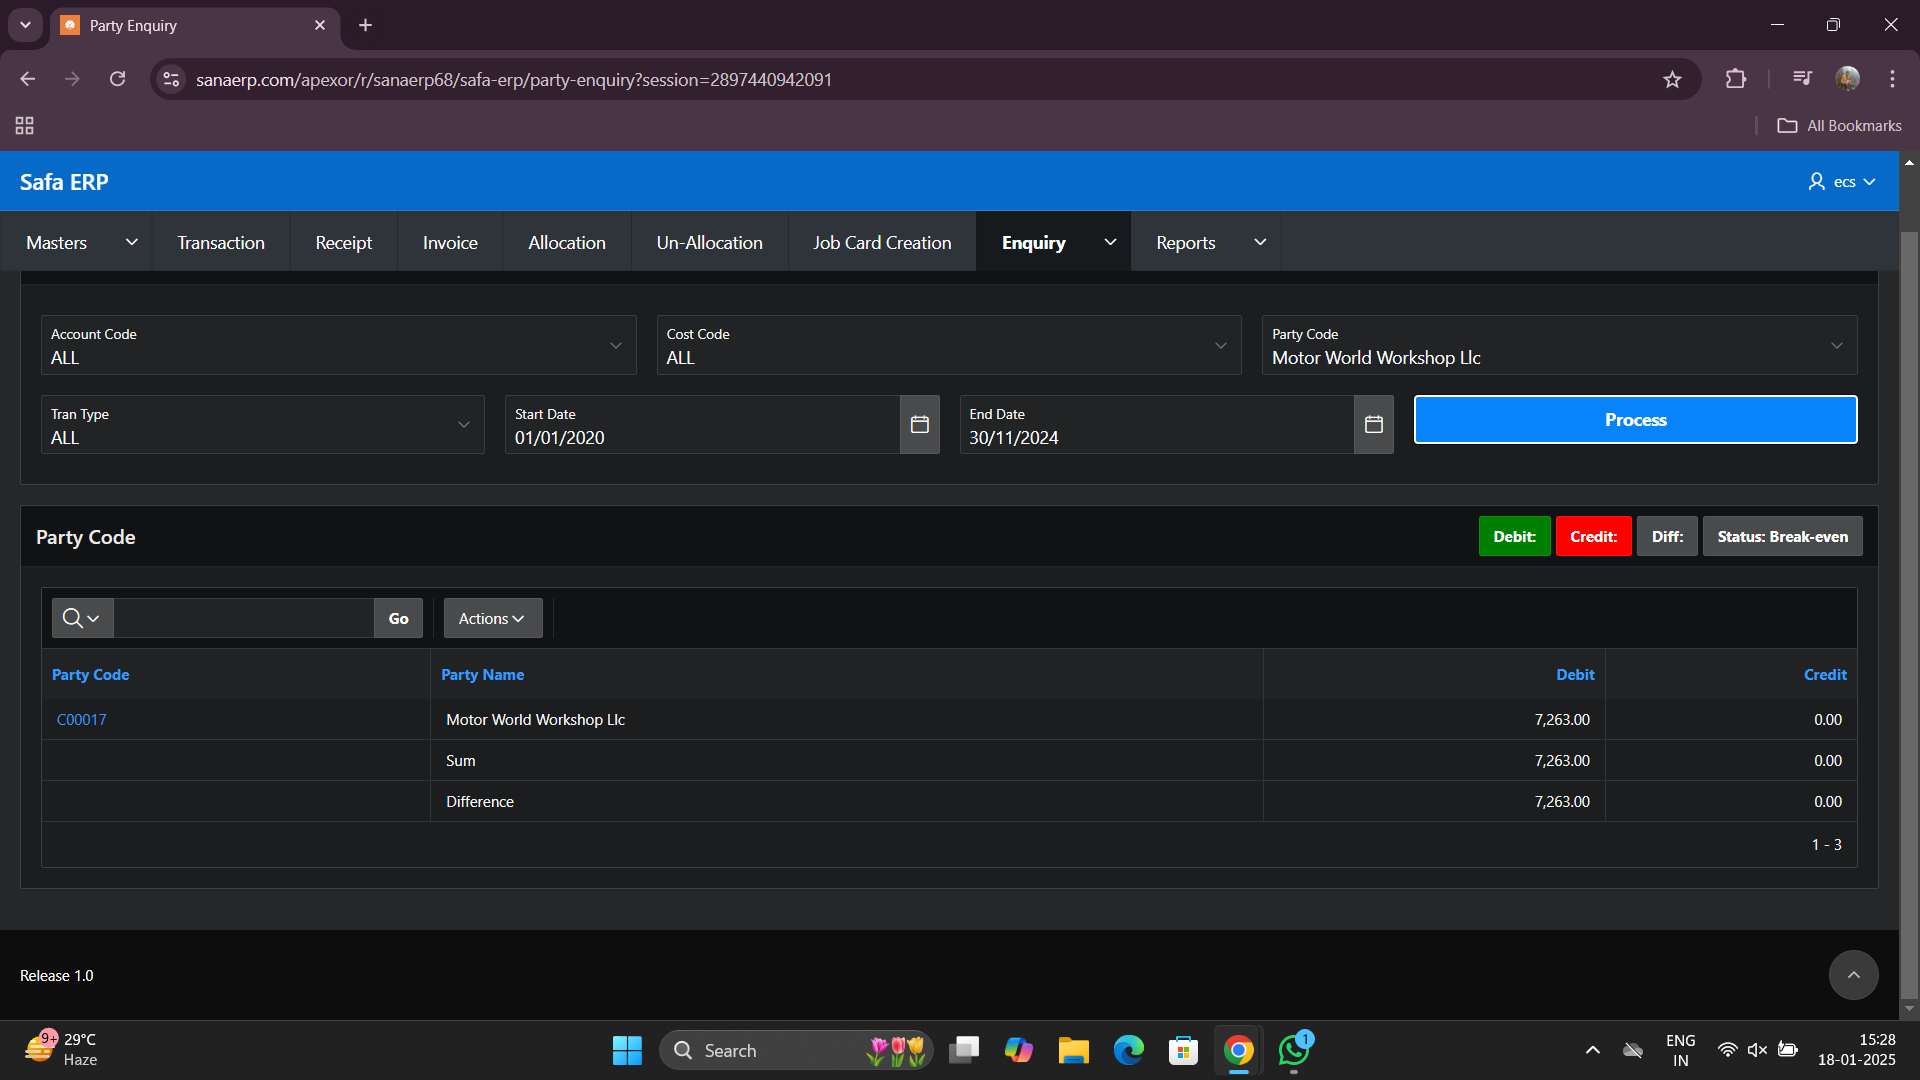 Party Enquiry
sanaerp.com/apexor/r/sanaerp68/safa-erp/party-enquiry?session=2897440942091
All Bookmarks
Safa ERP
ecs
Masters
Transaction
Receipt
Invoice
Allocation
Un-Allocation
Job Card Creation
Enquiry
Reports
Account Code
ALL
Cost Code
ALL
Party Code
Motor World Workshop Llc
Tran Type
ALL
Start Date
01/01/2020
End Date
30/11/2024
Process
Party Code
Debit:
Credit:
Diff:
Status: Break-even
Go
Actions
Party Code Party Name Debit Credit
C00017 Motor World Workshop Llc 7,263.00 0.00
Sum 7,263.00 0.00
Difference 7,263.00 0.00
1 - 3
Release 1.0
9+
29°C
Haze
Search
1
ENG
IN
15:28
18-01-2025